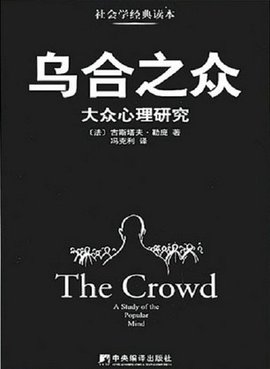 社会学经典读本
乌合之众
大众心理研究
〔法〕古斯塔夫·勒庞 著
冯克利 译
The Crowd
A Study of the
Popular
Mind
中央编译出版社